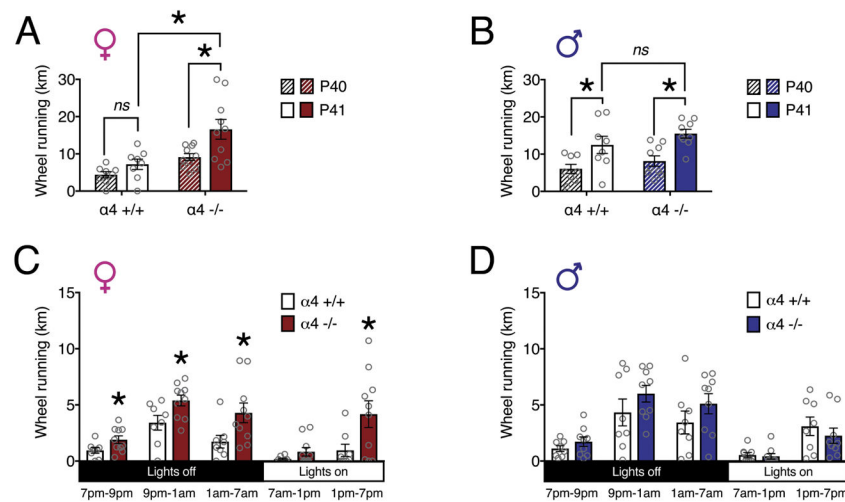 A
♀
*
*
ns
Wheel running (km)
30
20
10
0
α4 +/+
α4 -/-
P40
P41
B
♂
ns
*
*
Wheel running (km)
30
20
10
0
α4 +/+
α4 -/-
P40
P41
C
♀
α4 +/+
α4 -/-
*
*
*
*
Wheel running (km)
15
10
5
0
Lights off
Lights on
7pm-9pm 9pm-1am 1am-7am 7am-1pm 1pm-7pm
D
♂
α4 +/+
α4 -/-
Wheel running (km)
15
10
5
0
Lights off
Lights on
7pm-9pm 9pm-1am 1am-7am 7am-1pm 1pm-7pm